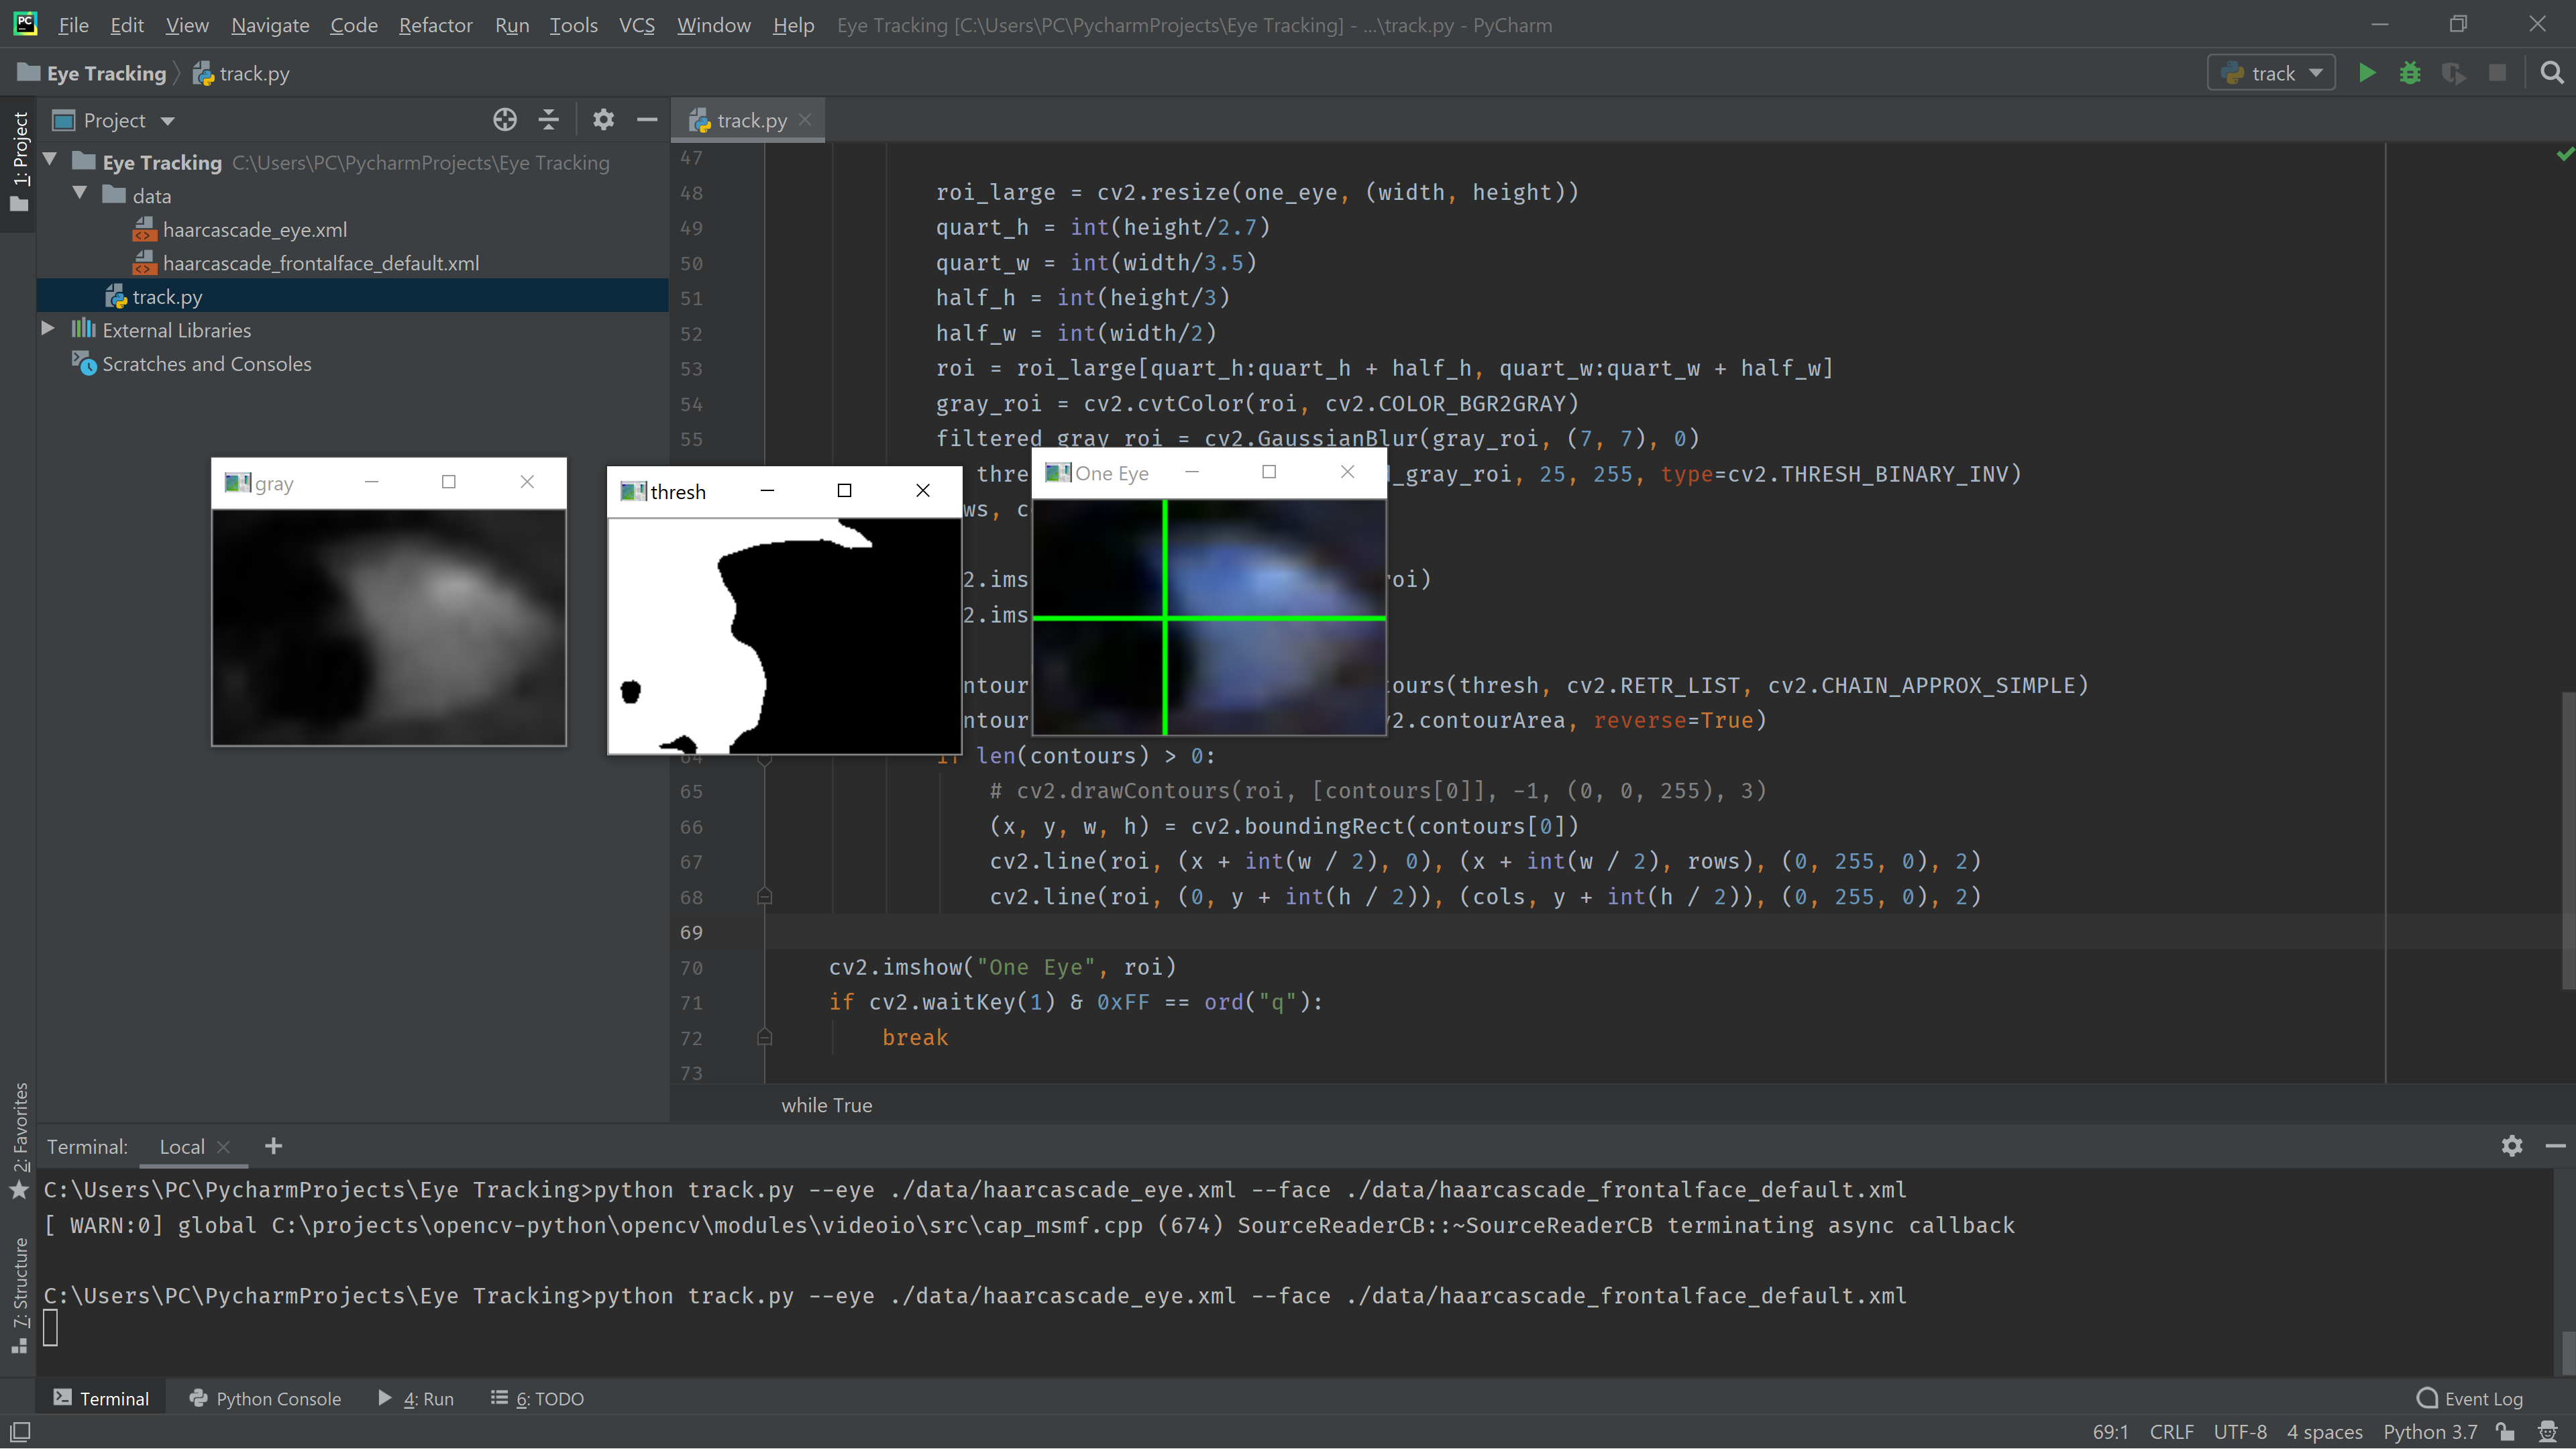 File Edit View Navigate Code Refactor Run Tools VCS Window Help Eye Tracking [C:\Users\PC\PycharmProjects\Eye Tracking] - ...\track.py - PyCharm
Eye Tracking track.py
track
1: Project
Project
track.py
Eye Tracking C:\Users\PC\PycharmProjects\Eye Tracking
data
haarcascade_eye.xml
haarcascade_frontalface_default.xml
track.py
External Libraries
Scratches and Consoles
47
48 roi_large = cv2.resize(one_eye, (width, height))
49 quart_h = int(height/2.7)
50 quart_w = int(width/3.5)
51 half_h = int(height/3)
52 half_w = int(width/2)
53 roi = roi_large[quart_h:quart_h + half_h, quart_w:quart_w + half_w]
54 gray_roi = cv2.cvtColor(roi, cv2.COLOR_BGR2GRAY)
55 filtered_gray_roi = cv2.GaussianBlur(gray_roi, (7, 7), 0)
gray
thresh
One Eye
thre _gray_roi, 25, 255, type=cv2.THRESH_BINARY_INV)
ws, c
2.ims roi)
2.ims
ntour ours(thresh, cv2.RETR_LIST, cv2.CHAIN_APPROX_SIMPLE)
ntour 2.contourArea, reverse=True)
64 if len(contours) > 0:
65 # cv2.drawContours(roi, [contours[0]], -1, (0, 0, 255), 3)
66 (x, y, w, h) = cv2.boundingRect(contours[0])
67 cv2.line(roi, (x + int(w / 2), 0), (x + int(w / 2), rows), (0, 255, 0), 2)
68 cv2.line(roi, (0, y + int(h / 2)), (cols, y + int(h / 2)), (0, 255, 0), 2)
69
70 cv2.imshow("One Eye", roi)
71 if cv2.waitKey(1) & 0xFF == ord("q"):
72 break
73
while True
2: Favorites
7: Structure
Terminal: Local
C:\Users\PC\PycharmProjects\Eye Tracking>python track.py --eye ./data/haarcascade_eye.xml --face ./data/haarcascade_frontalface_default.xml
[ WARN:0] global C:\projects\opencv-python\opencv\modules\videoio\src\cap_msmf.cpp (674) SourceReaderCB::~SourceReaderCB terminating async callback
C:\Users\PC\PycharmProjects\Eye Tracking>python track.py --eye ./data/haarcascade_eye.xml --face ./data/haarcascade_frontalface_default.xml
Terminal Python Console 4: Run 6: TODO Event Log
69:1 CRLF UTF-8 4 spaces Python 3.7